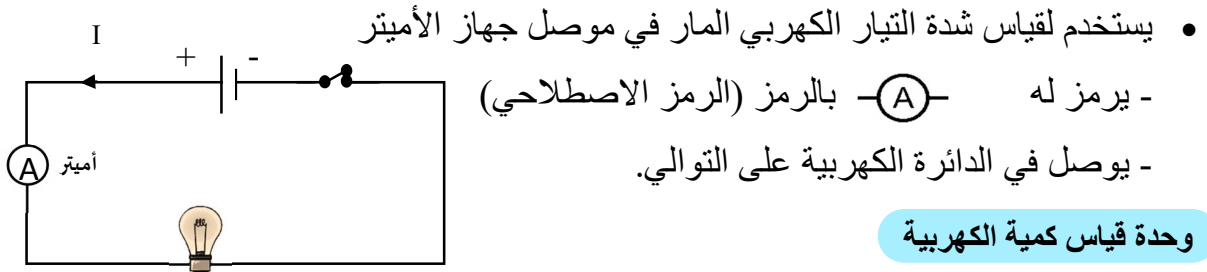 • يستخدم لقياس شدة التيار الكهربي المار في موصل جهاز الأميتر
- يرمز له A بالرمز (الرمز الاصطلاحي)
- يوصل في الدائرة الكهربية على التوالي.
وحدة قياس كمية الكهربية
I
+ -
A أميتر